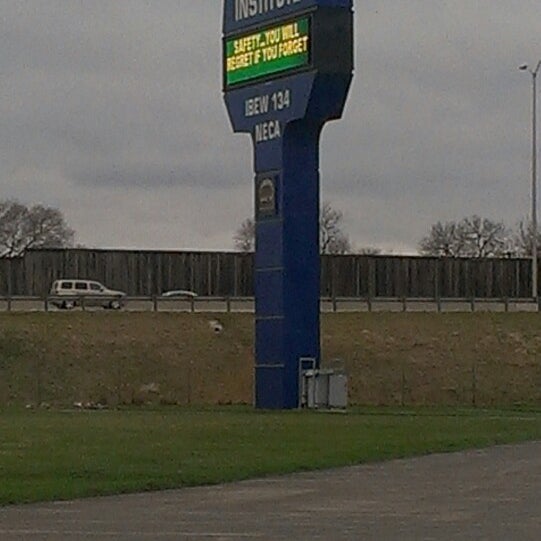 INSTITUTE
SAFETY...YOU WILL
REGRET IF YOU FORGET
IBEW 134
NECA